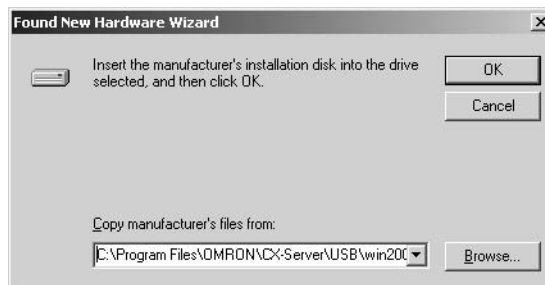 Found New Hardware Wizard
Insert the manufacturer's installation disk into the drive
selected, and then click OK.
OK
Cancel
Copy manufacturer's files from:
C:\Program Files\OMRON\CX-Server\USB\win200
Browse...